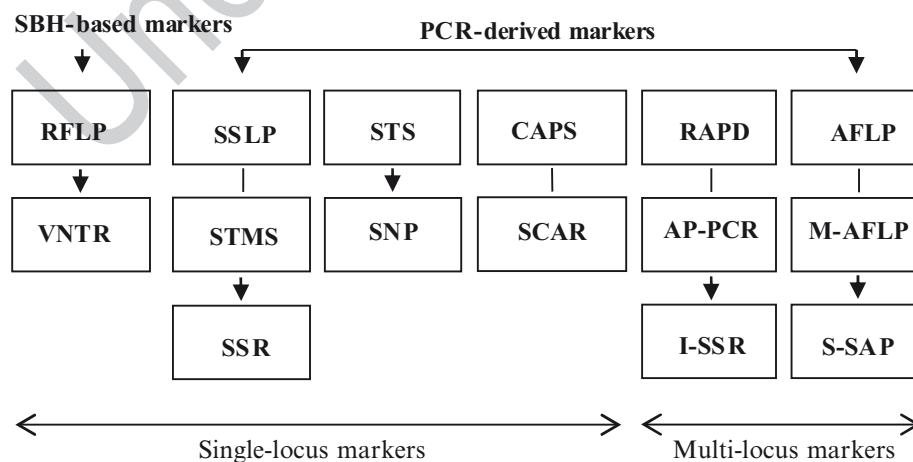 SBH-based markers PCR-derived markers
RFLP SSLP STS CAPS RAPD AFLP
VNTR STMS SNP SCAR AP-PCR M-AFLP
SSR I-SSR S-SAP
Single-locus markers Multi-locus markers